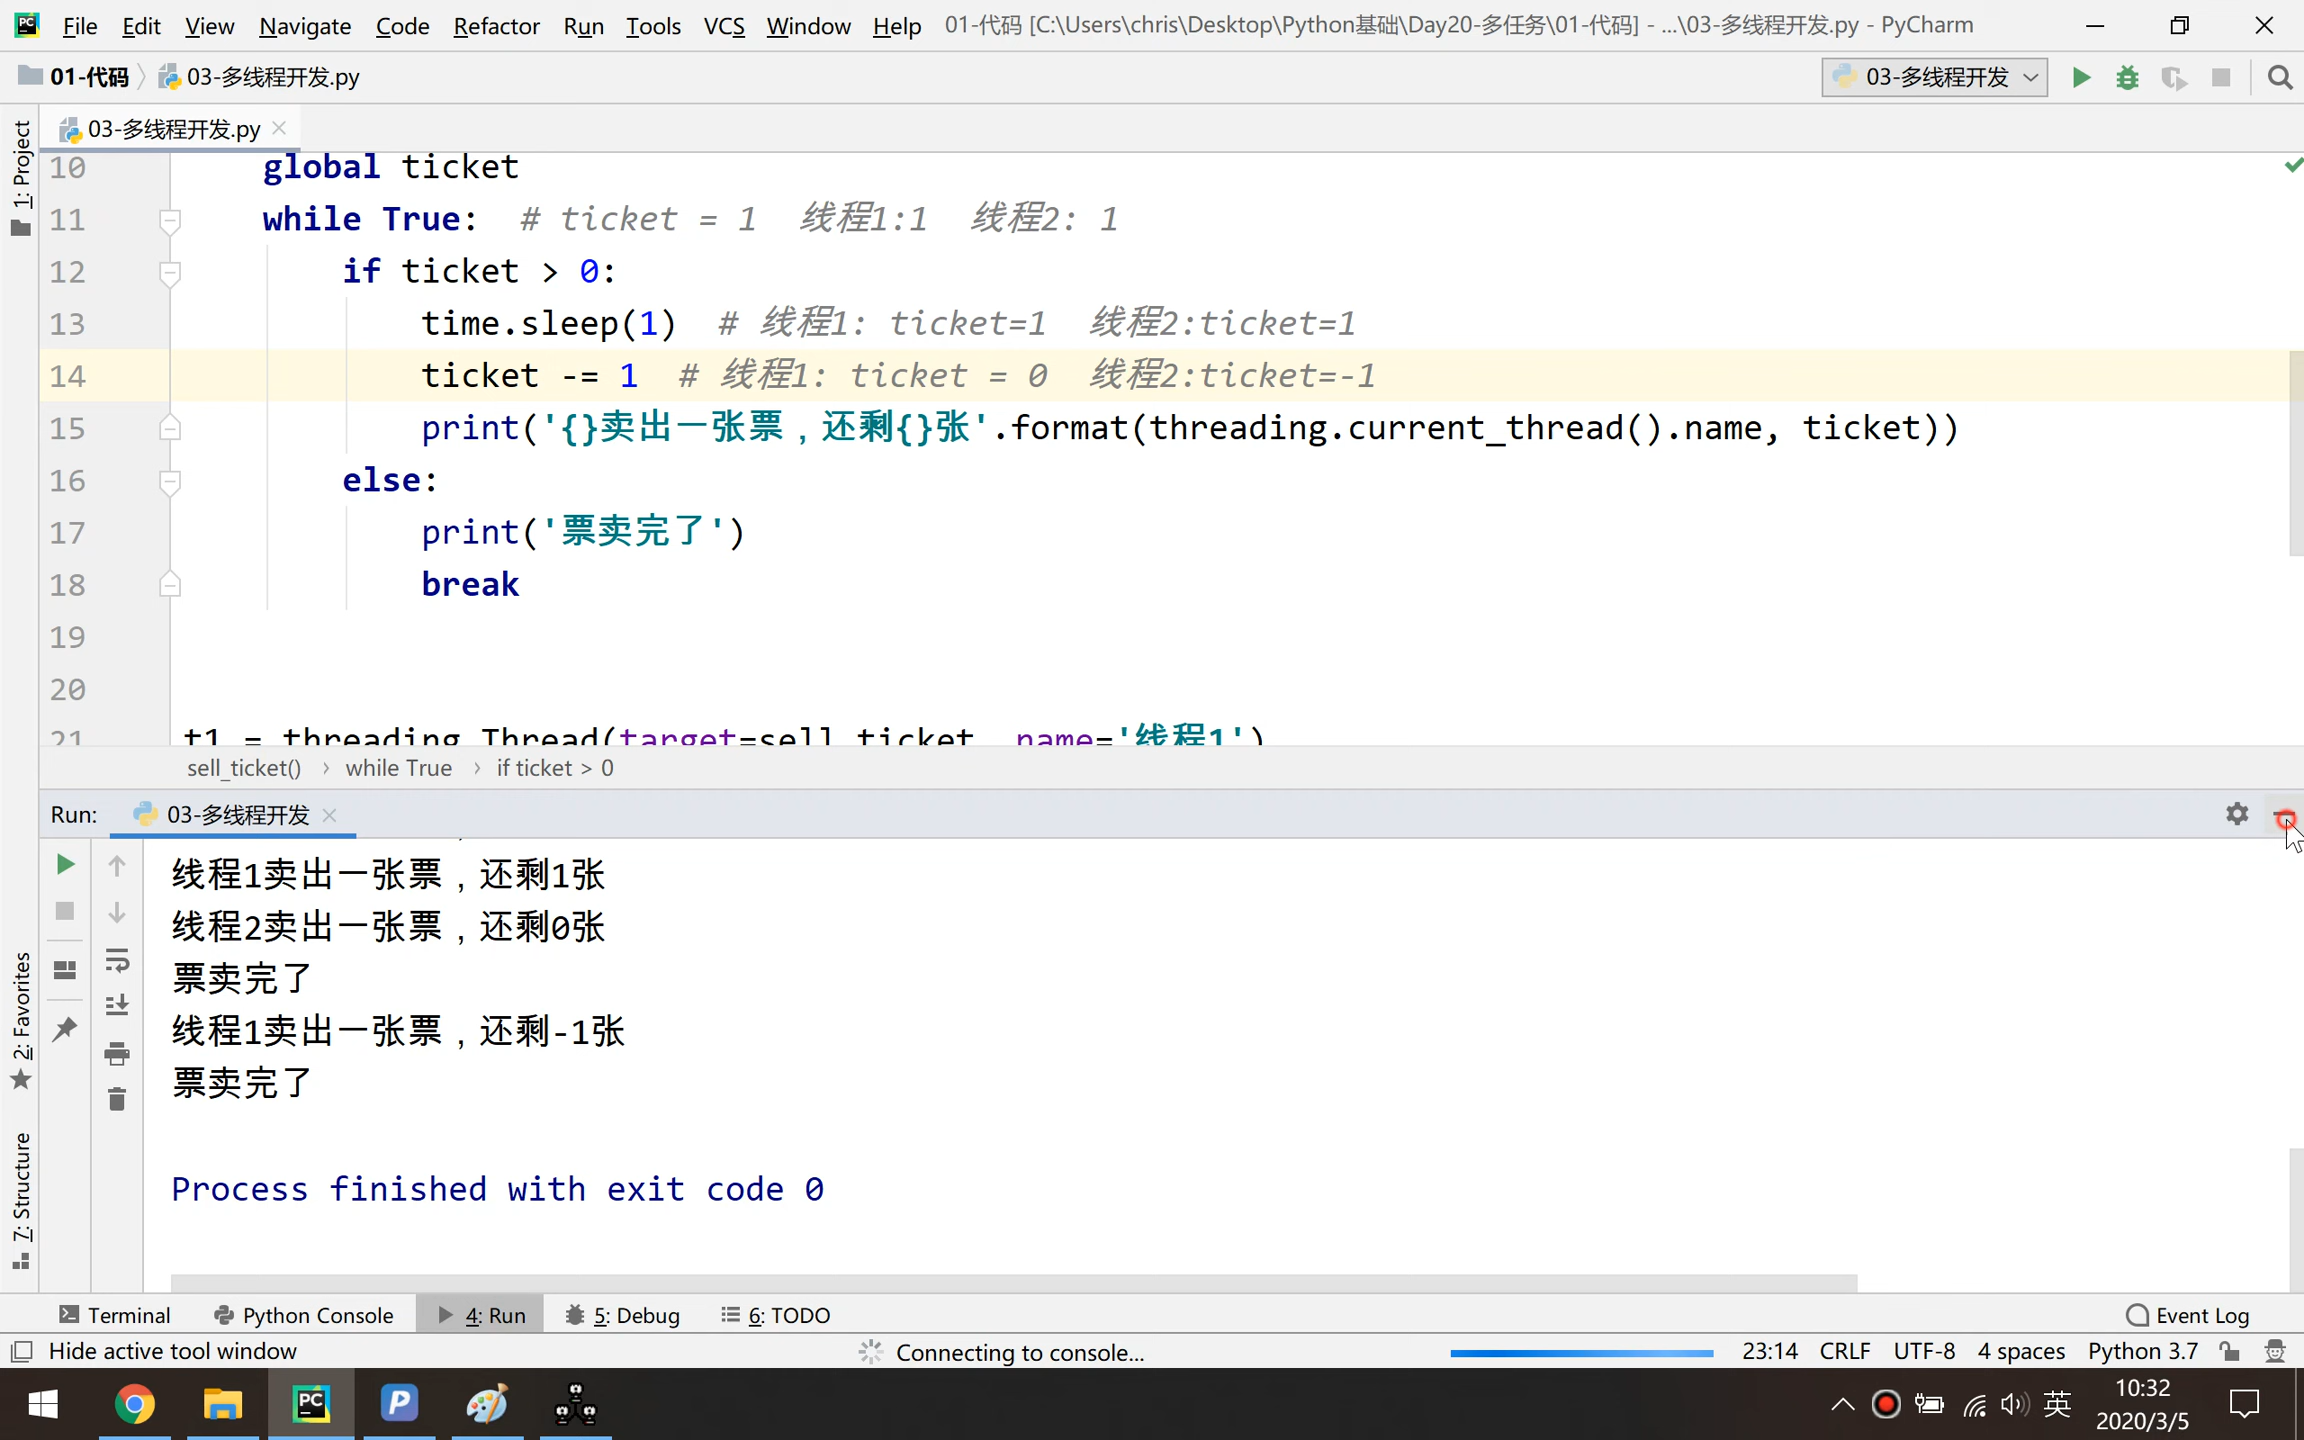 File Edit View Navigate Code Refactor Run Tools VCS Window Help 01-代码 [C:\Users\chris\Desktop\Python基础\Day20-多任务\01-代码] - ...\03-多线程开发.py - PyCharm
01-代码 03-多线程开发.py 03-多线程开发
03-多线程开发.py
1: Project
10 global ticket
11 while True: # ticket = 1 线程1:1 线程2: 1
12 if ticket > 0:
13 time.sleep(1) # 线程1: ticket=1 线程2:ticket=1
14 ticket -= 1 # 线程1: ticket = 0 线程2:ticket=-1
15 print('{}卖出一张票，还剩{}张'.format(threading.current_thread().name, ticket))
16 else:
17 print('票卖完了')
18 break
19
20
21 t1 = threading.Thread(target=sell_ticket, name='线程1')
sell_ticket() › while True › if ticket > 0
Run: 03-多线程开发
线程1卖出一张票，还剩1张
线程2卖出一张票，还剩0张
票卖完了
线程1卖出一张票，还剩-1张
票卖完了
Process finished with exit code 0
2: Favorites
7: Structure
Terminal Python Console 4: Run 5: Debug 6: TODO Event Log
Hide active tool window Connecting to console... 23:14 CRLF UTF-8 4 spaces Python 3.7
英 10:32
2020/3/5